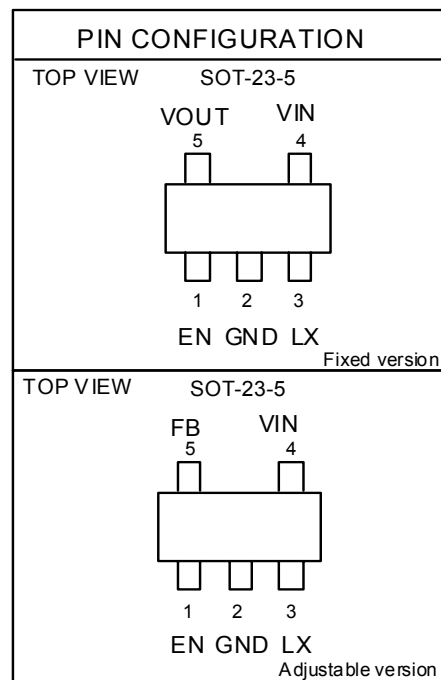 PIN CONFIGURATION
TOP VIEW SOT-23-5
VOUT VIN
5 4
1 2 3
EN GND LX
Fixed version
TOP VIEW SOT-23-5
FB VIN
5 4
1 2 3
EN GND LX
Adjustable version